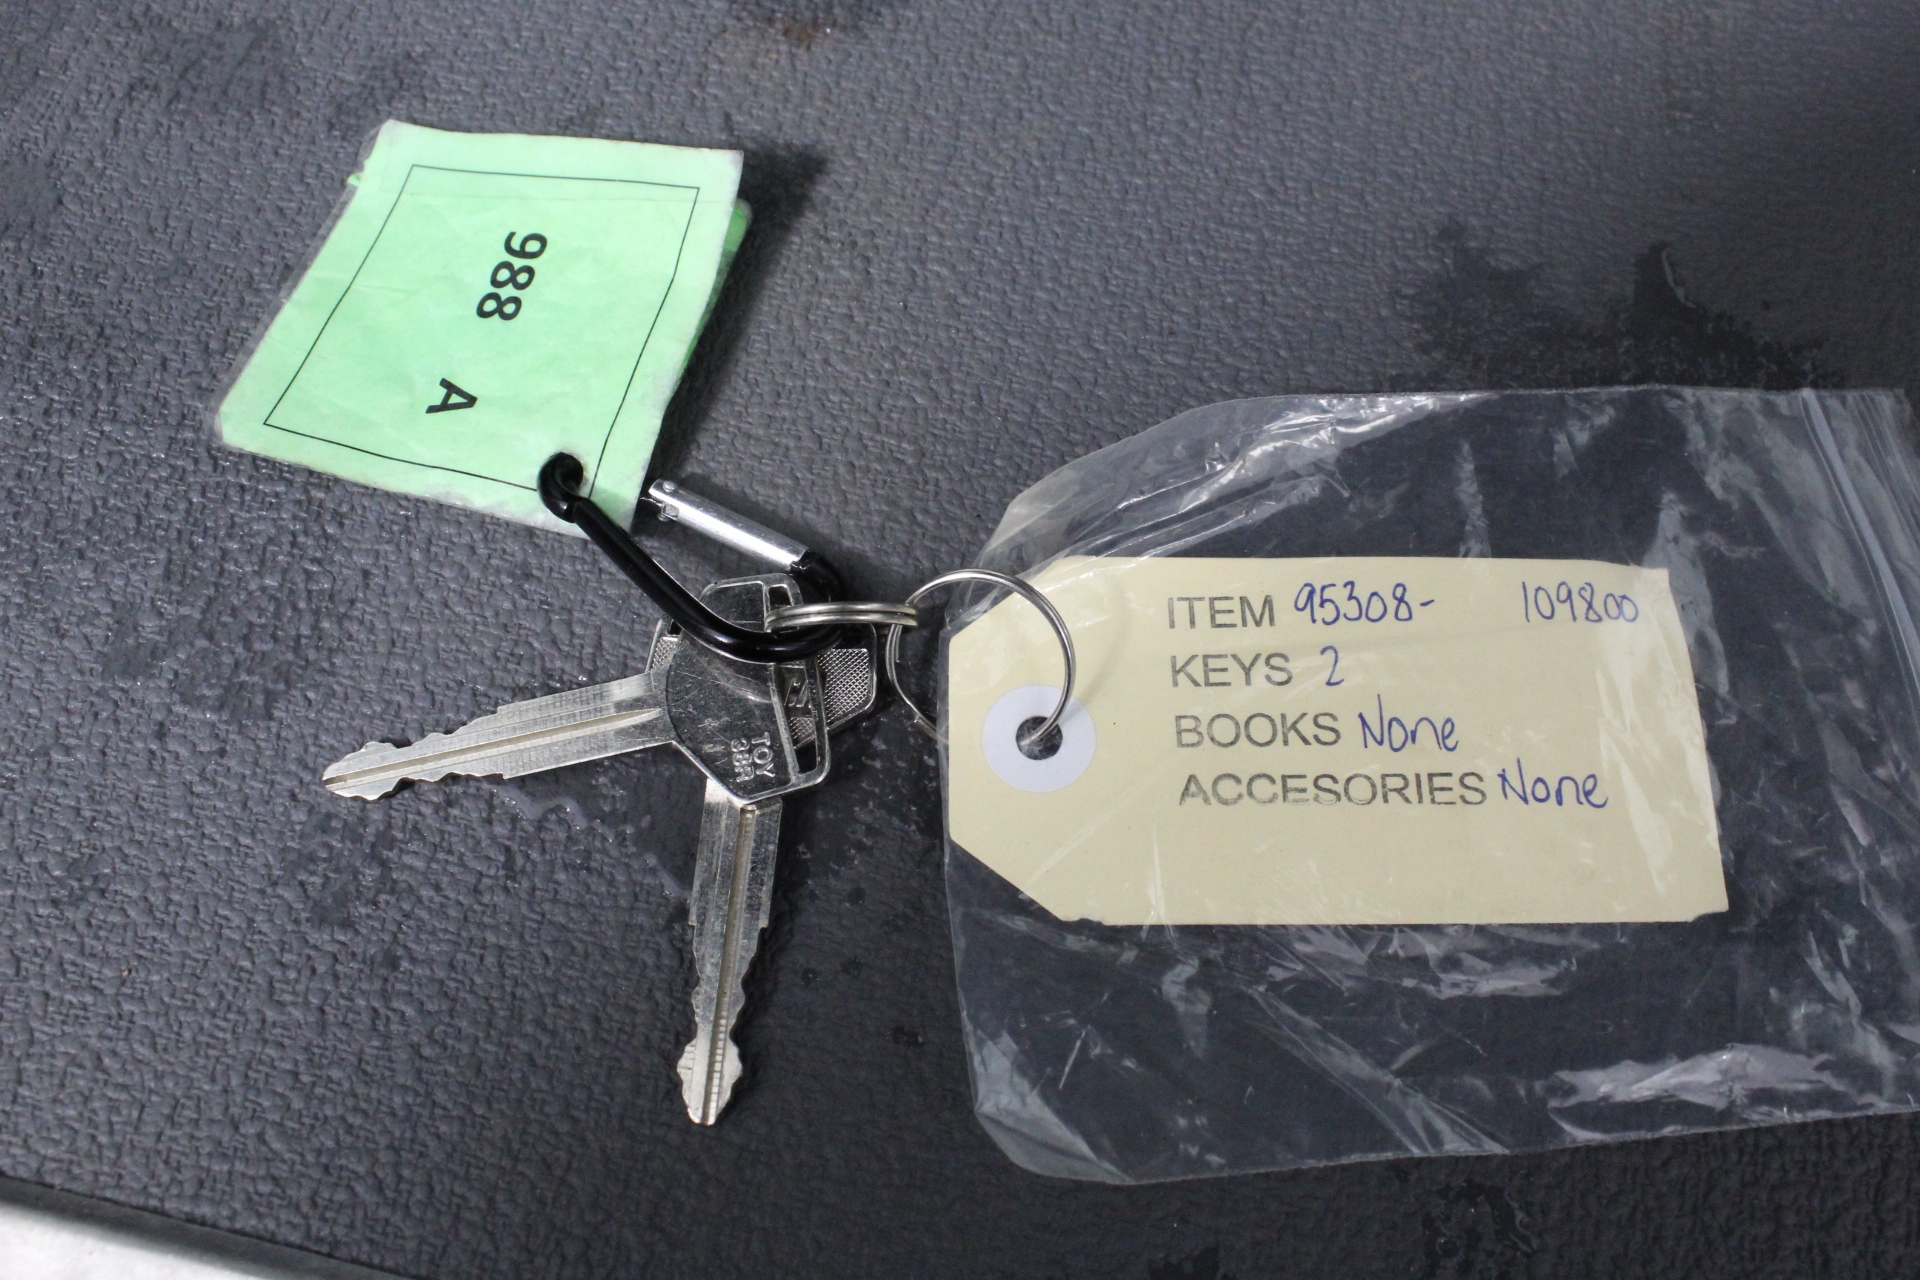 988 A
TOY
38R
ITEM 95308- 109800
KEYS 2
BOOKS None
ACCESORIES None